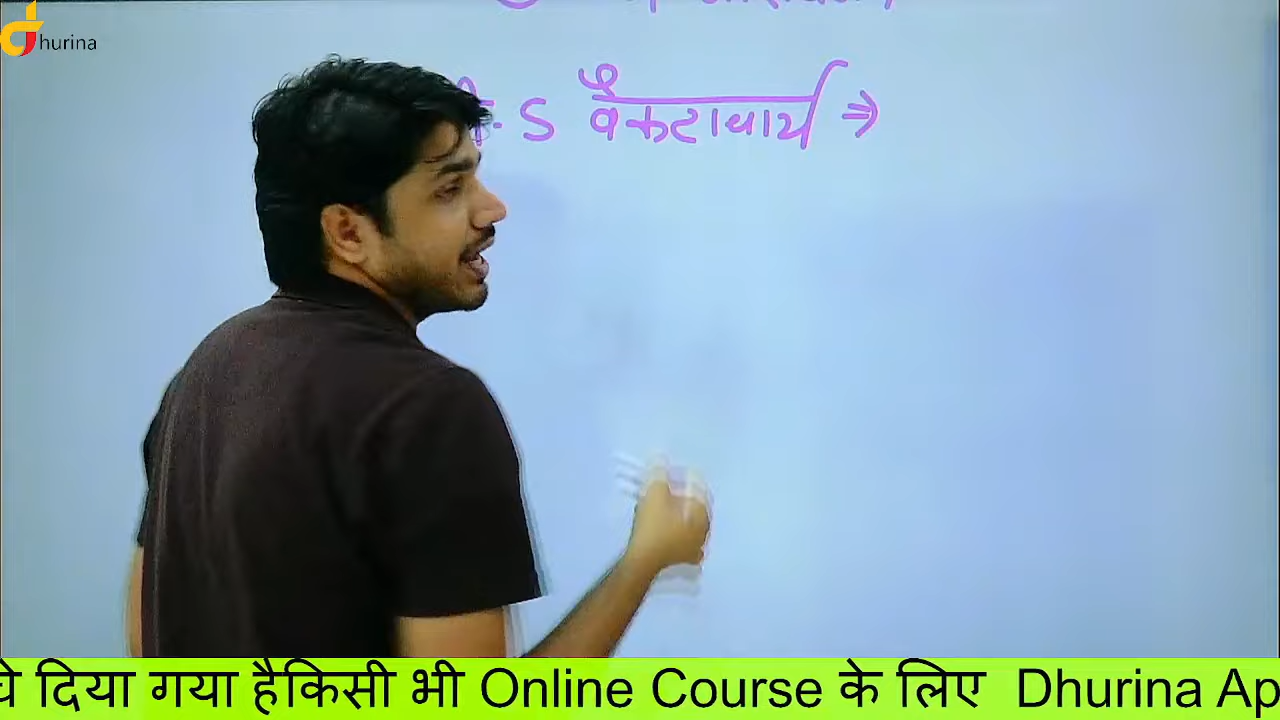 dhurina
S वैंकटाचार्य ⇒
दिया गया हैकिसी भी Online Course के लिए Dhurina Ap